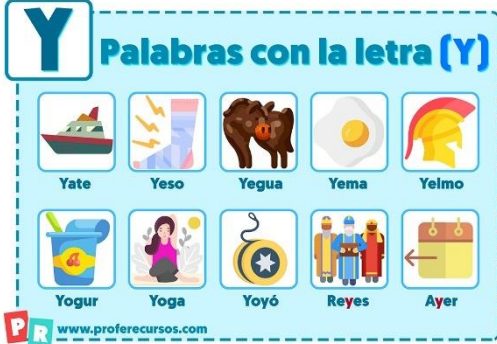 Y
Palabras con la letra (Y)
Yate Yeso Yegua Yema Yelmo
Yogur Yoga Yoyó Reyes Ayer
PR www.proferecursos.com